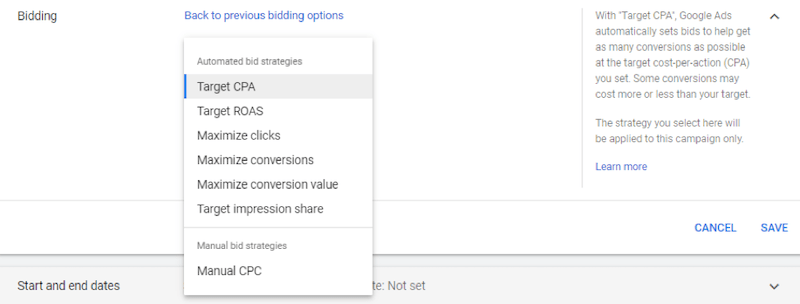 Bidding
Back to previous bidding options
Automated bid strategies
Target CPA
Target ROAS
Maximize clicks
Maximize conversions
Maximize conversion value
Target impression share
Manual bid strategies
Manual CPC
With "Target CPA", Google Ads
automatically sets bids to help get
as many conversions as possible
at the target cost-per-action (CPA)
you set. Some conversions may
cost more or less than your target.
The strategy you select here will
be applied to this campaign only.
Learn more
CANCEL
SAVE
Start and end dates
te: Not set